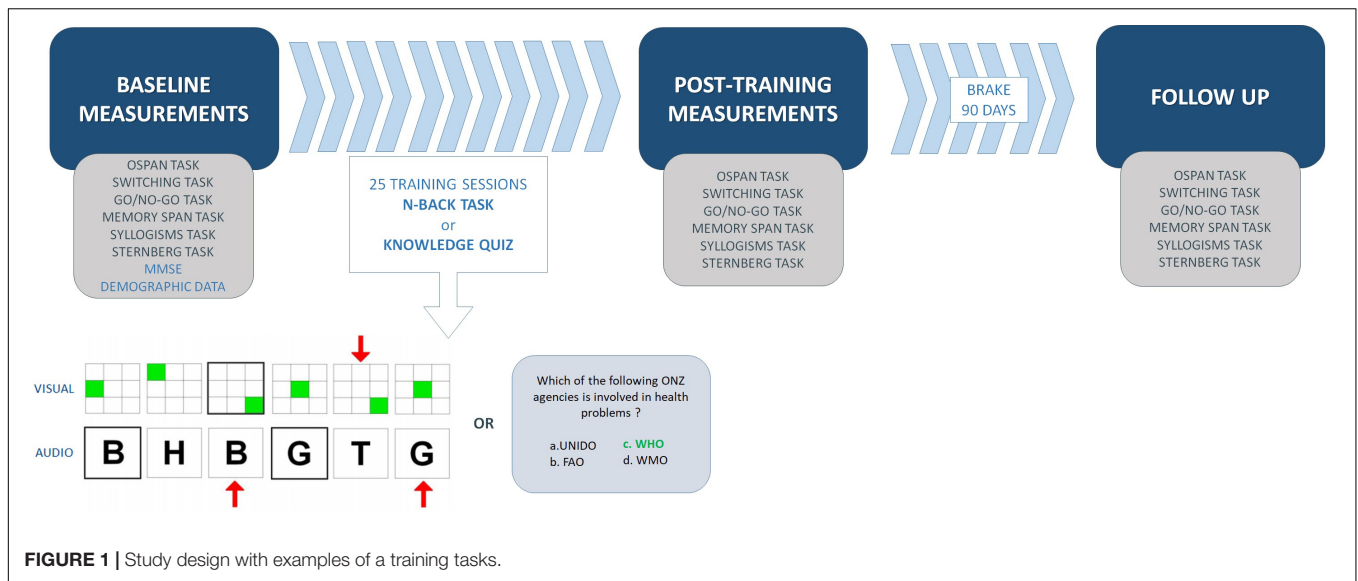 BASELINE
MEASUREMENTS
OSPAN TASK
SWITCHING TASK
GO/NO-GO TASK
MEMORY SPAN TASK
SYLLOGISMS TASK
STERNBERG TASK
MMSE
DEMOGRAPHIC DATA
25 TRAINING SESSIONS
N-BACK TASK
or
KNOWLEDGE QUIZ
POST-TRAINING
MEASUREMENTS
OSPAN TASK
SWITCHING TASK
GO/NO-GO TASK
MEMORY SPAN TASK
SYLLOGISMS TASK
STERNBERG TASK
BRAKE
90 DAYS
FOLLOW UP
OSPAN TASK
SWITCHING TASK
GO/NO-GO TASK
MEMORY SPAN TASK
SYLLOGISMS TASK
STERNBERG TASK
VISUAL
AUDIO
B H B G T G
OR
Which of the following ONZ
agencies is involved in health
problems ?
a.UNIDO c. WHO
b. FAO d. WMO
FIGURE 1 | Study design with examples of a training tasks.